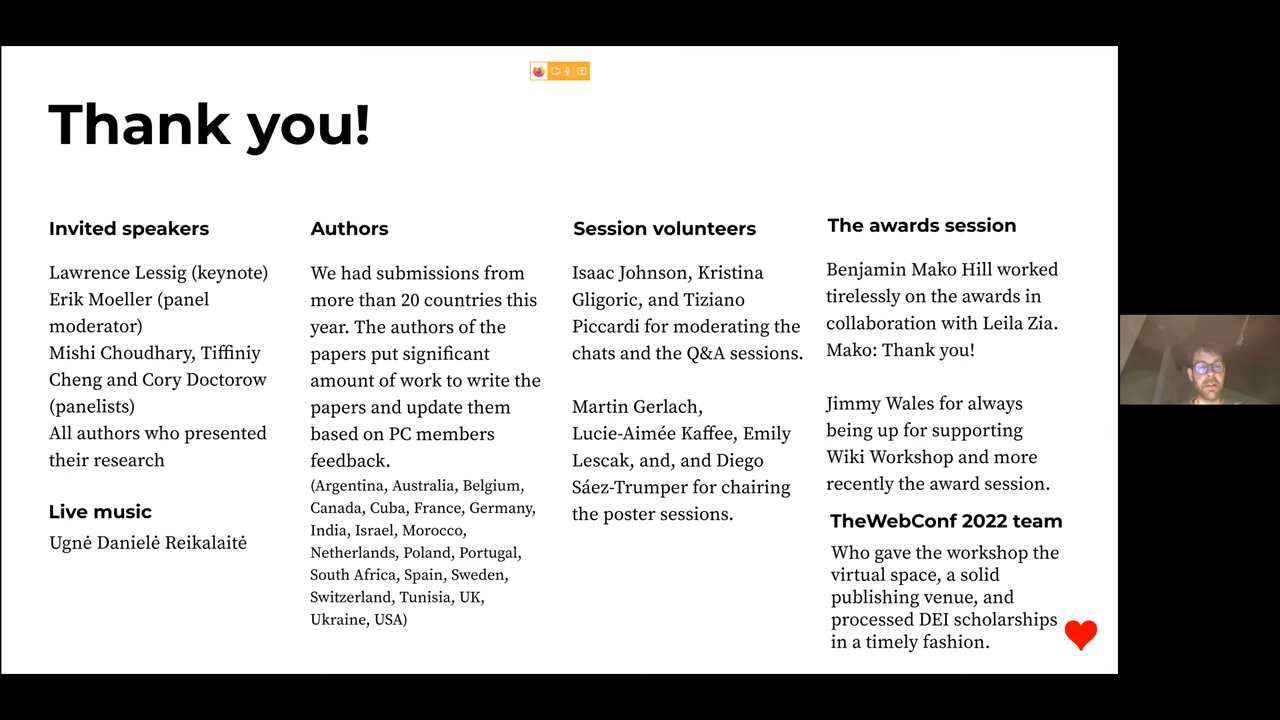 Thank you!
Invited speakers
Lawrence Lessig (keynote)
Erik Moeller (panel
moderator)
Mishi Choudhary, Tiffiniy
Cheng and Cory Doctorow
(panelists)
All authors who presented
their research
Live music
Ugnė Danielė Reikalaitė
Authors
We had submissions from
more than 20 countries this
year. The authors of the
papers put significant
amount of work to write the
papers and update them
based on PC members
feedback.
(Argentina, Australia, Belgium,
Canada, Cuba, France, Germany,
India, Israel, Morocco,
Netherlands, Poland, Portugal,
South Africa, Spain, Sweden,
Switzerland, Tunisia, UK,
Ukraine, USA)
Session volunteers
Isaac Johnson, Kristina
Gligoric, and Tiziano
Piccardi for moderating the
chats and the Q&A sessions.
Martin Gerlach,
Lucie-Aimée Kaffee, Emily
Lescak, and, and Diego
Sáez-Trumper for chairing
the poster sessions.
The awards session
Benjamin Mako Hill worked
tirelessly on the awards in
collaboration with Leila Zia.
Mako: Thank you!
Jimmy Wales for always
being up for supporting
Wiki Workshop and more
recently the award session.
TheWebConf 2022 team
Who gave the workshop the
virtual space, a solid
publishing venue, and
processed DEI scholarships
in a timely fashion.